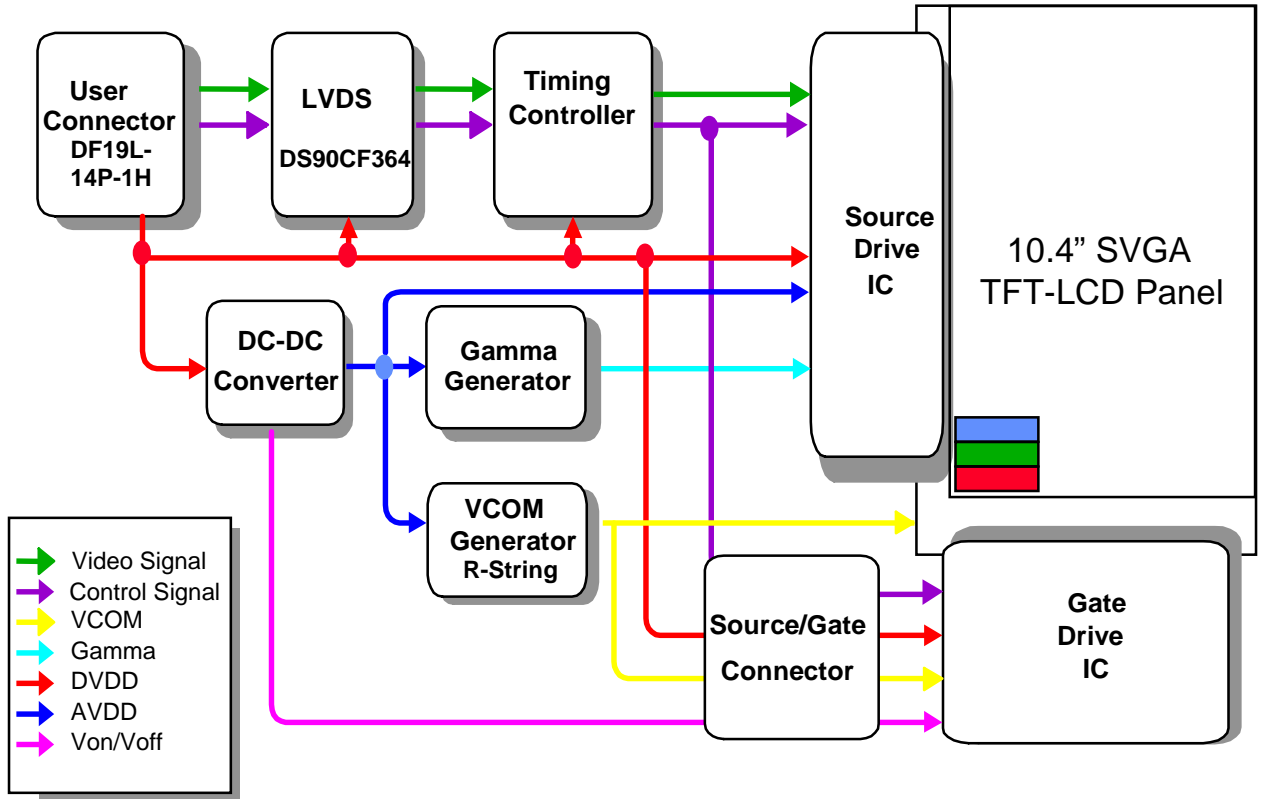 User
Connector
DF19L-
14P-1H
LVDS
DS90CF364
Timing
Controller
Source
Drive
IC
10.4” SVGA
TFT-LCD Panel
DC-DC
Converter
Gamma
Generator
VCOM
Generator
R-String
Source/Gate
Connector
Gate
Drive
IC
Video Signal
Control Signal
VCOM
Gamma
DVDD
AVDD
Von/Voff